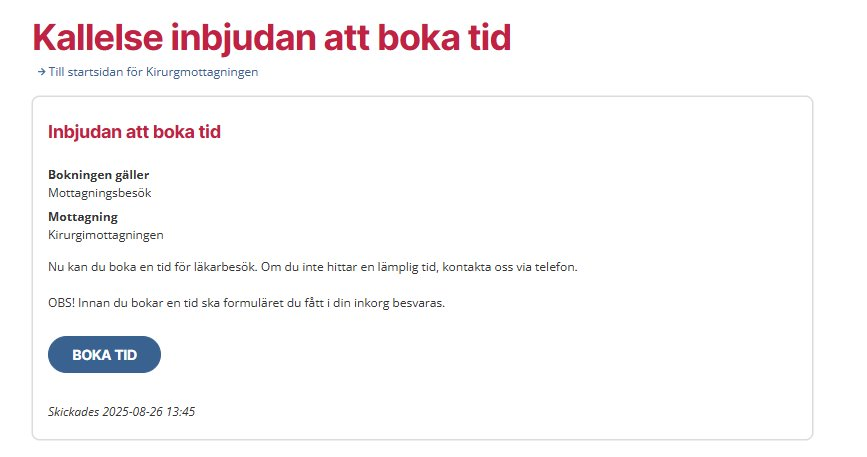 Kallelse inbjudan att boka tid
→ Till startsidan för Kirurgmottagningen
Inbjudan att boka tid
Bokningen gäller
Mottagningsbesök
Mottagning
Kirurgimottagningen
Nu kan du boka en tid för läkarbesök. Om du inte hittar en lämplig tid, kontakta oss via telefon.
OBS! Innan du bokar en tid ska formuläret du fått i din inkorg besvaras.
BOKA TID
Skickades 2025-08-26 13:45